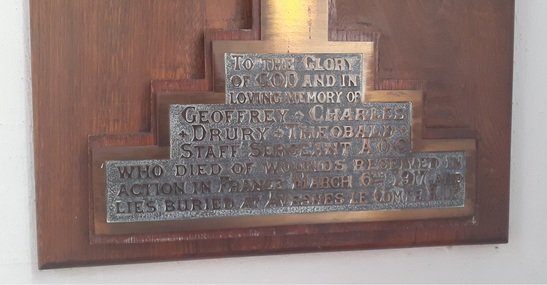 To the Glory
of God and in
loving memory of
Geoffrey + Charles
+ Drury + Theobald +
Staff Sergeant A.O.C
who died of wounds received in
action in France March 6th 1917 and
lies buried at Avesnes le Comte